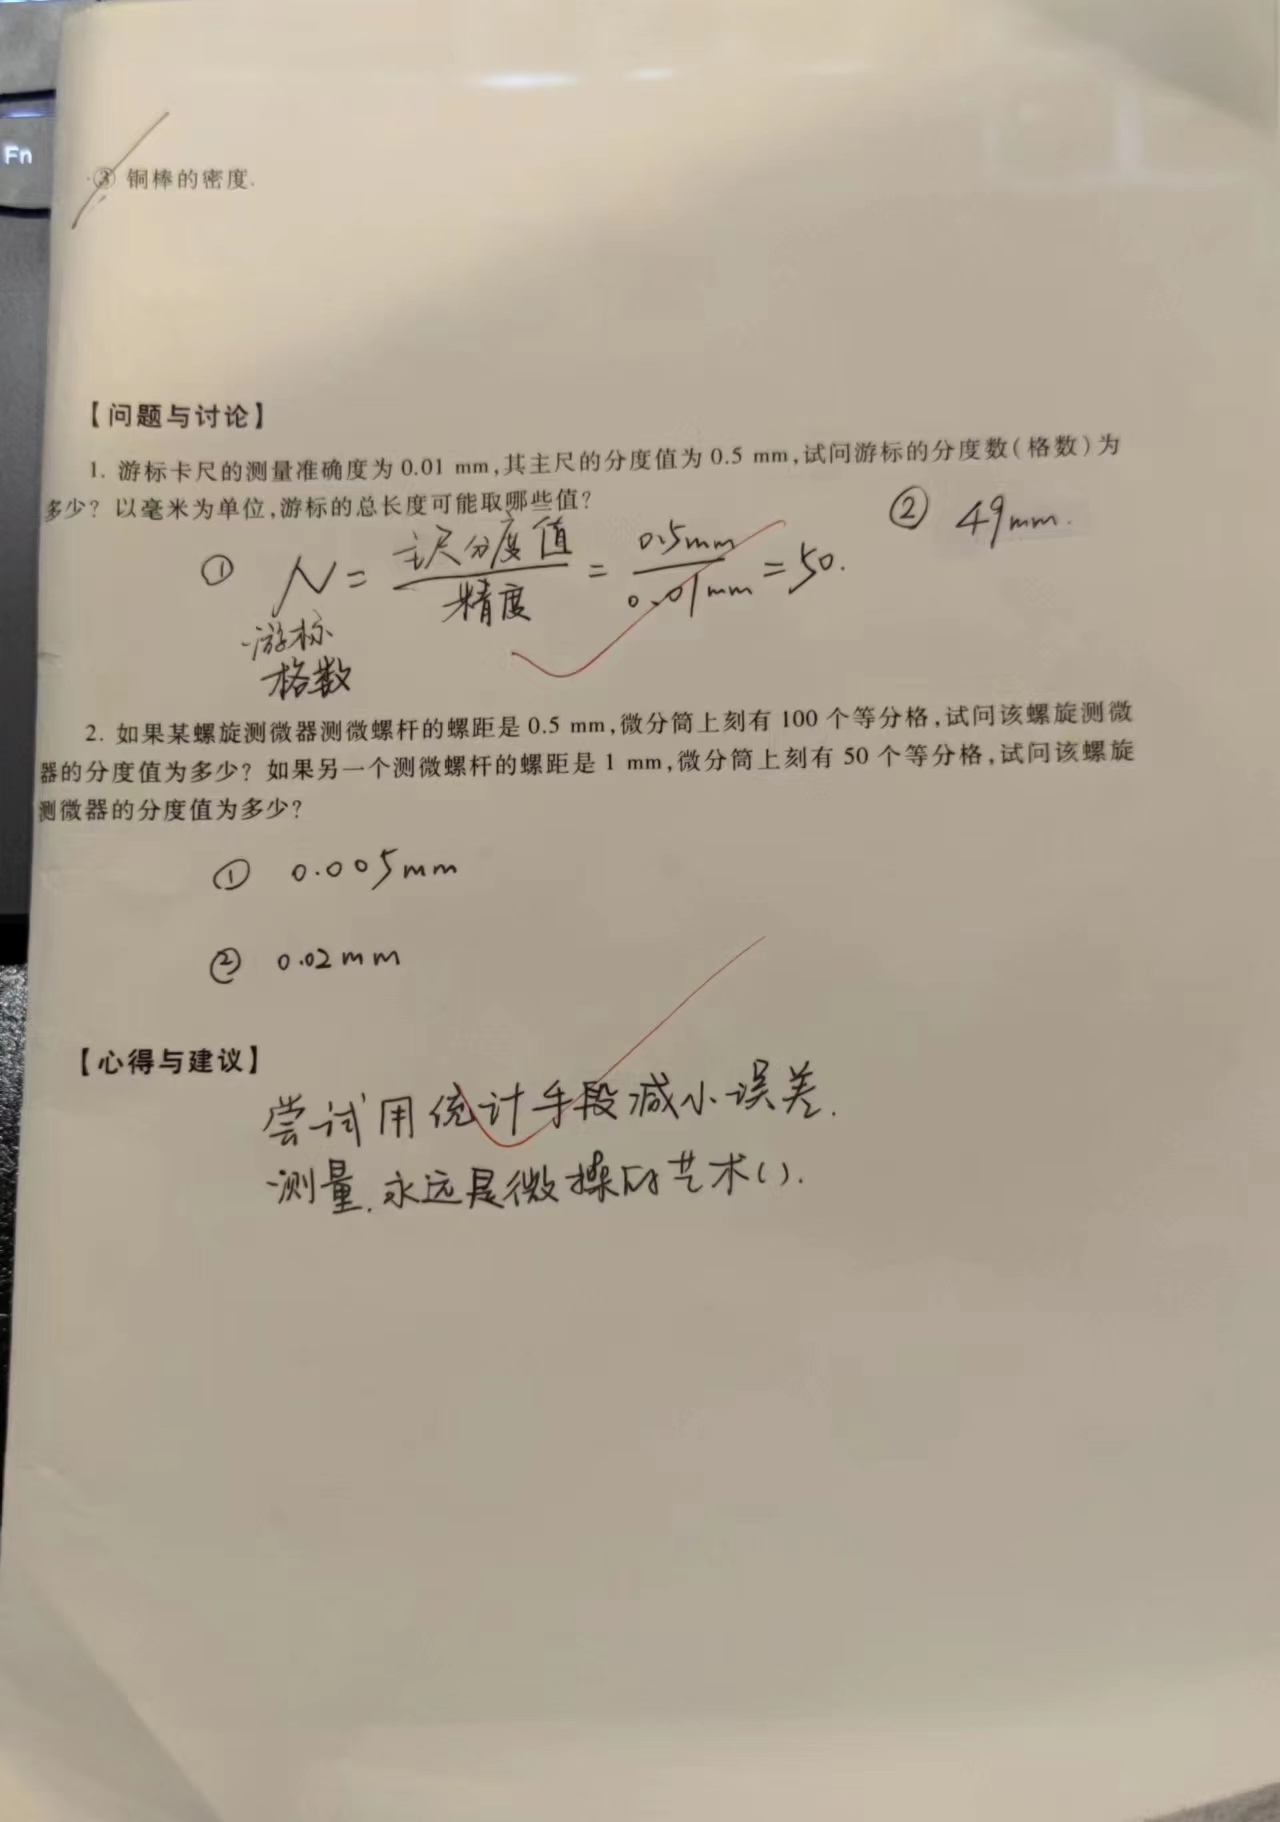 Fn
③ 铜棒的密度.
【问题与讨论】
1. 游标卡尺的测量准确度为 0.01 mm,其主尺的分度值为 0.5 mm,试问游标的分度数(格数)为
多少? 以毫米为单位,游标的总长度可能取哪些值?
② 49mm.
① N = 主尺分度值/精度 = 0.5mm/0.01mm = 50.
游标
格数
2. 如果某螺旋测微器测微螺杆的螺距是 0.5 mm,微分筒上刻有 100 个等分格,试问该螺旋测微
器的分度值为多少? 如果另一个测微螺杆的螺距是 1 mm,微分筒上刻有 50 个等分格,试问该螺旋
测微器的分度值为多少?
① 0.005mm
② 0.02mm
【心得与建议】
尝试用统计手段减小误差.
测量,永远是微操的艺术().